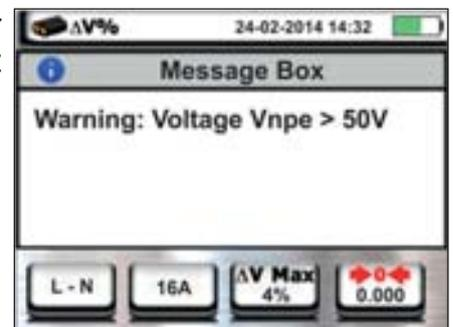 ΔV% 24-02-2014 14:32
Message Box
Warning: Voltage Vnpe > 50V
L - N 16A ΔV Max 0
4% 0.000